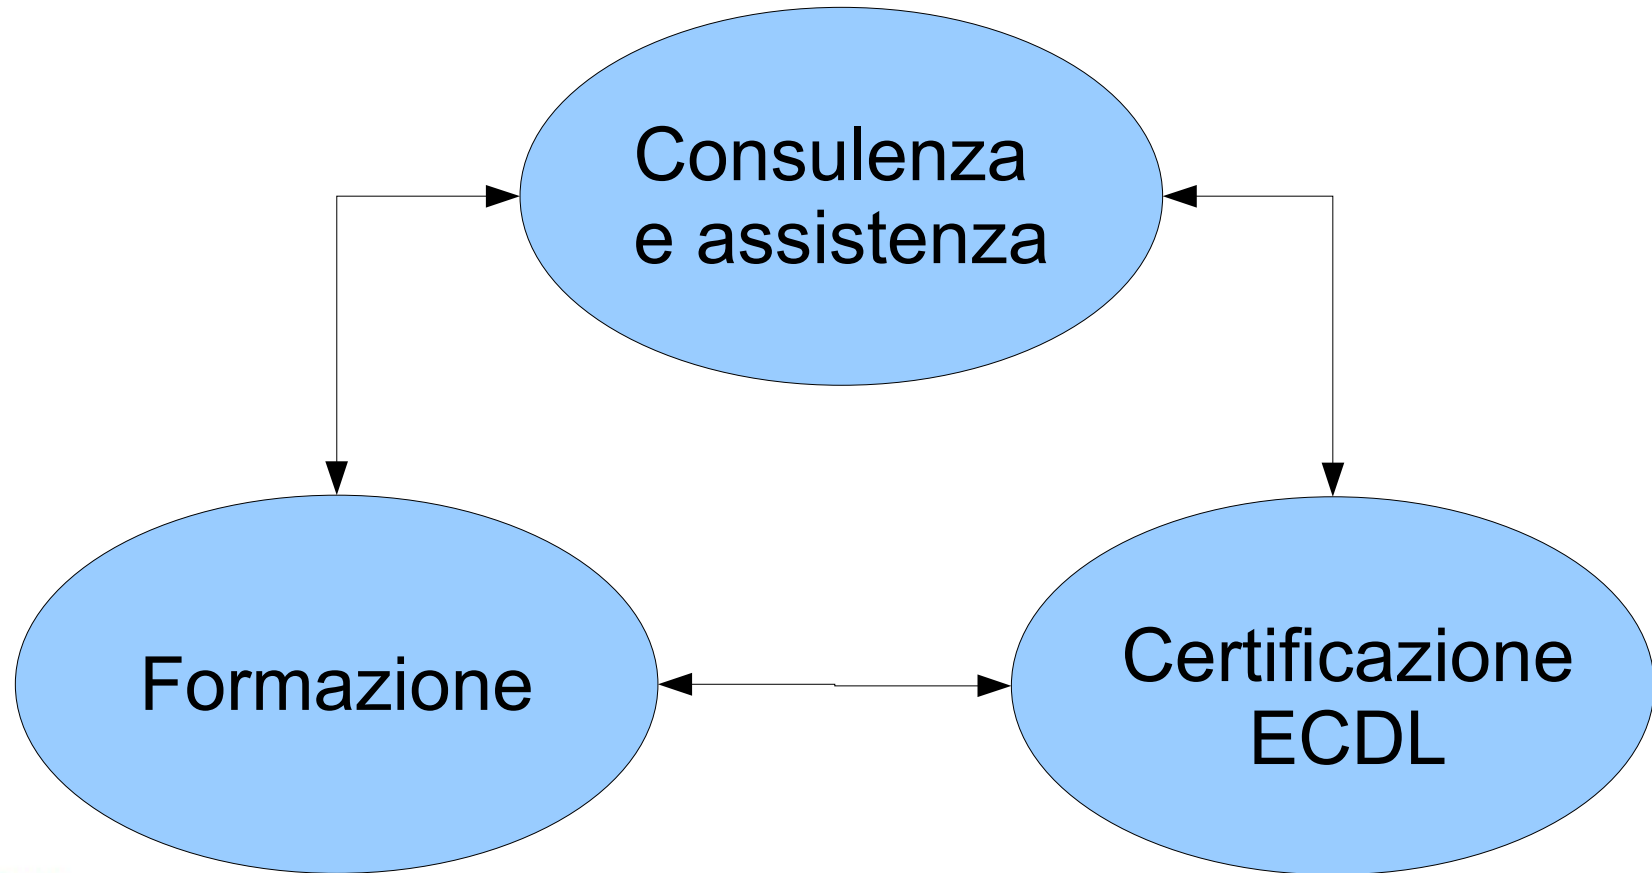 Consulenza
e assistenza
Formazione
Certificazione
ECDL